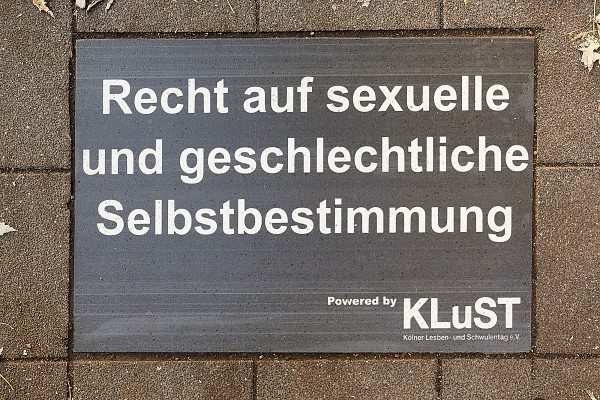 Recht auf sexuelle
und geschlechtliche
Selbstbestimmung
Powered by KLuST
Kölner Lesben- und Schwulentag e.V.